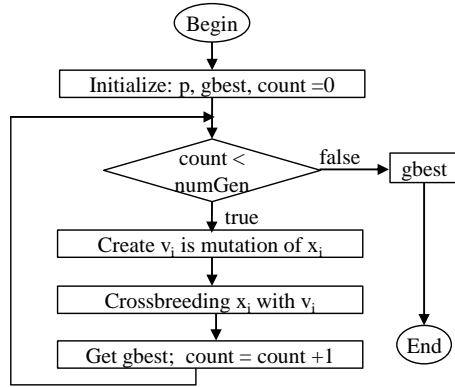 Begin
Initialize: p, gbest, count =0
count <
numGen
false
gbest
true
Create vᵢ is mutation of xᵢ
Crossbreeding xᵢ with vᵢ
Get gbest; count = count +1
End